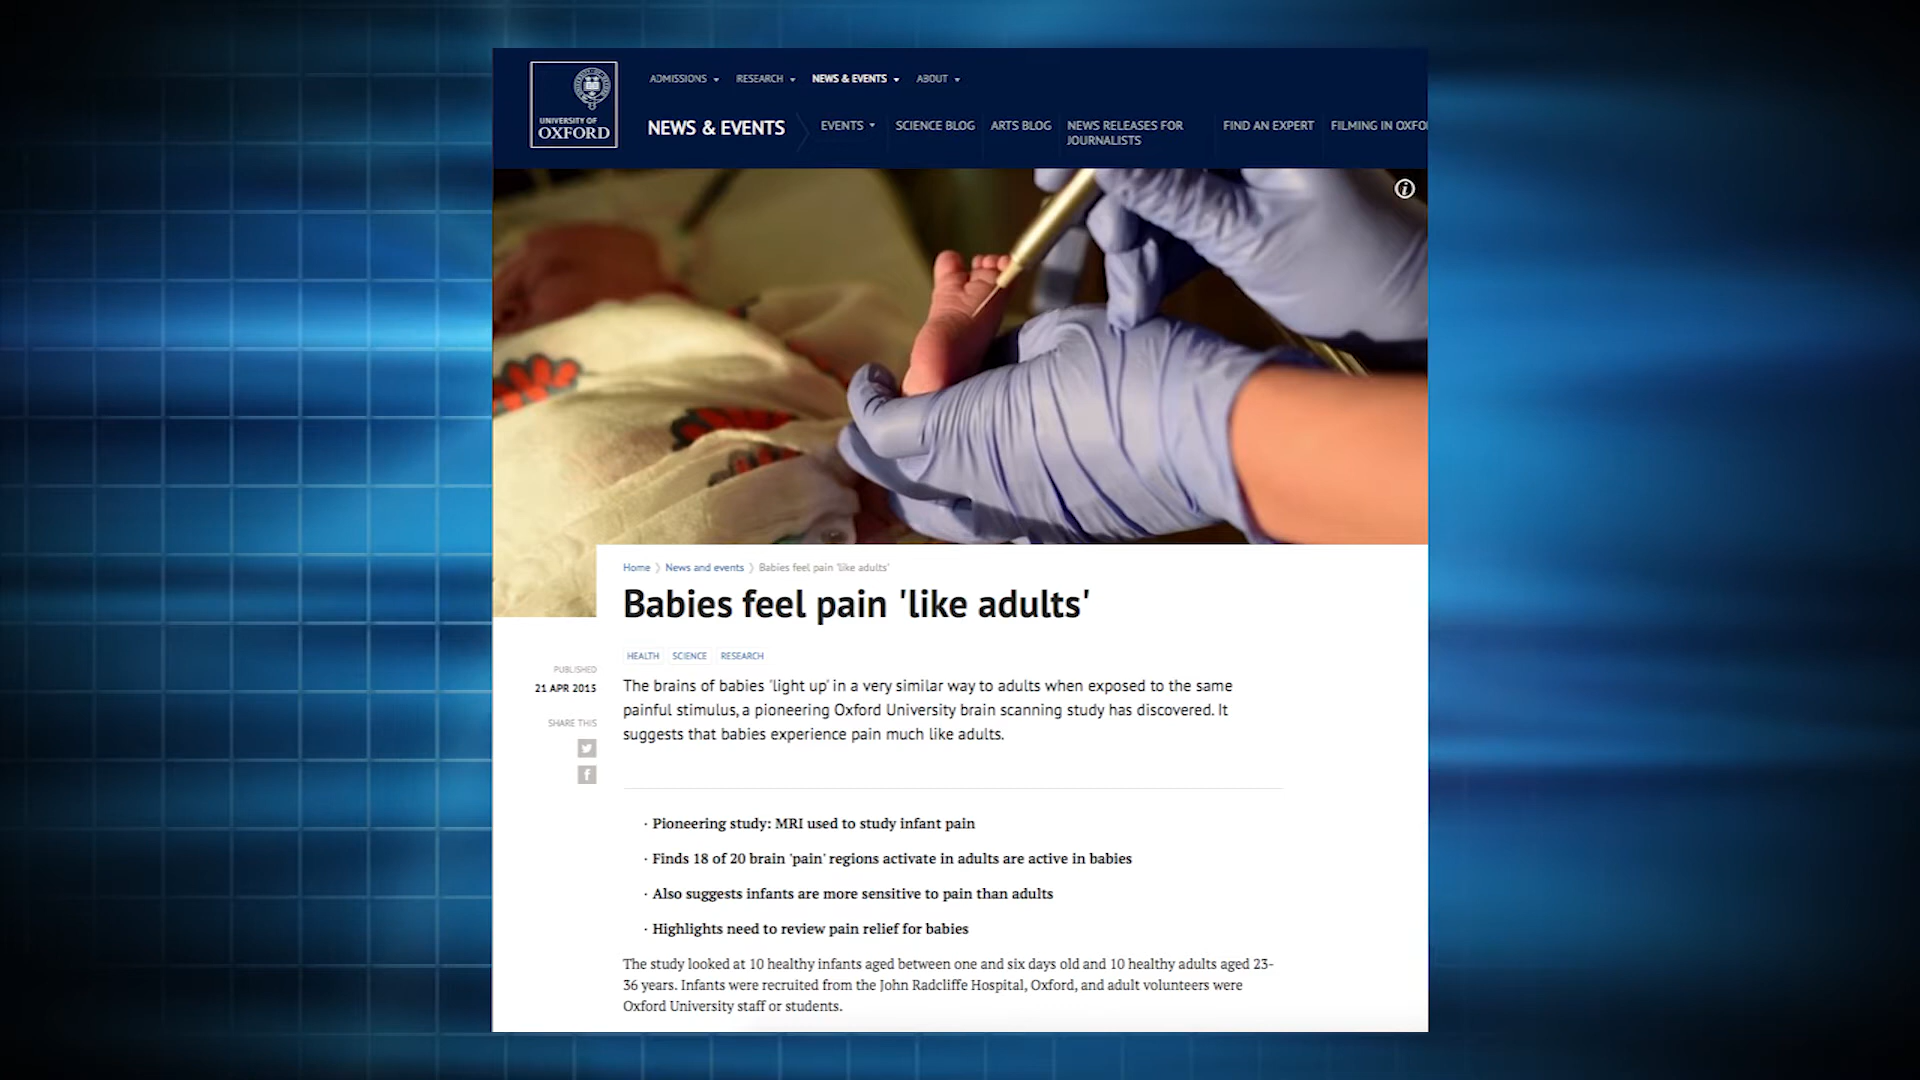 ADMISSIONS RESEARCH NEWS & EVENTS ABOUT
UNIVERSITY OF
OXFORD
NEWS & EVENTS
EVENTS SCIENCE BLOG ARTS BLOG NEWS RELEASES FOR FIND AN EXPERT FILMING IN OXFO
JOURNALISTS
Home 〉 News and events 〉 Babies feel pain 'like adults'
Babies feel pain 'like adults'
HEALTH SCIENCE RESEARCH
PUBLISHED
21 APR 2015
SHARE THIS
The brains of babies 'light up' in a very similar way to adults when exposed to the same
painful stimulus, a pioneering Oxford University brain scanning study has discovered. It
suggests that babies experience pain much like adults.
· Pioneering study: MRI used to study infant pain
· Finds 18 of 20 brain 'pain' regions activate in adults are active in babies
· Also suggests infants are more sensitive to pain than adults
· Highlights need to review pain relief for babies
The study looked at 10 healthy infants aged between one and six days old and 10 healthy adults aged 23-
36 years. Infants were recruited from the John Radcliffe Hospital, Oxford, and adult volunteers were
Oxford University staff or students.